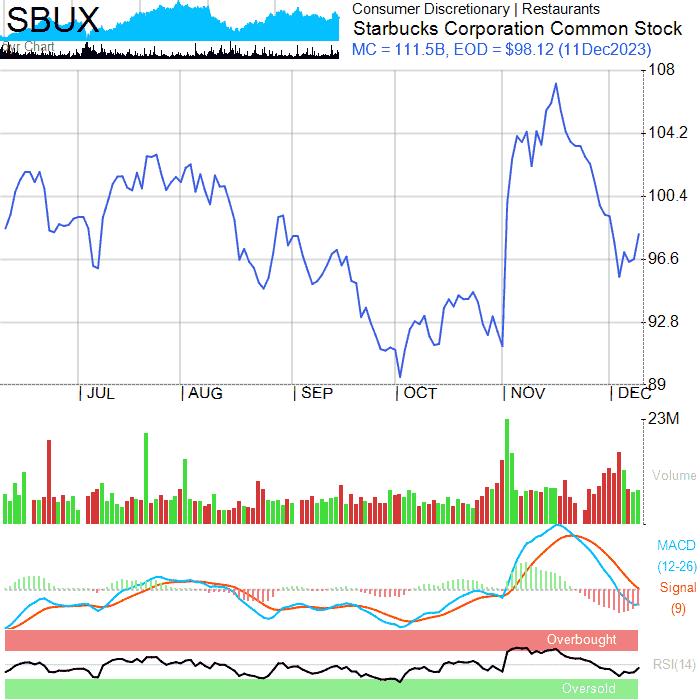 SBUX
Consumer Discretionary | Restaurants
Starbucks Corporation Common Stock
MC = 111.5B, EOD = $98.12 (11Dec2023)
Chart
108
104.2
100.4
96.6
92.8
89
| JUL | AUG | SEP | OCT | NOV | DEC
23M
Volume
MACD
(12-26)
Signal
(9)
Overbought
RSI(14)
Oversold